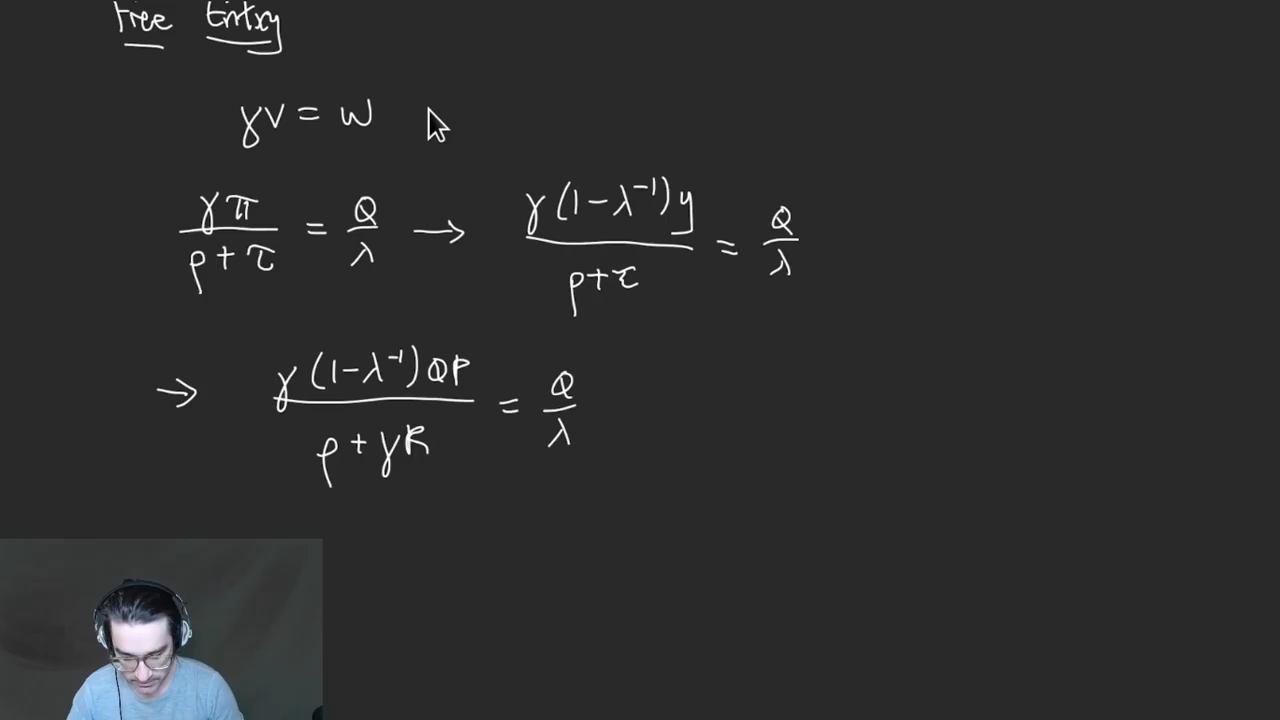 Free Entry
γV = w
γπ / (ρ + τ) = Q / λ → γ(1 − λ⁻¹)y / (ρ + τ) = Q / λ
→ γ(1 − λ⁻¹)QP / (ρ + γR) = Q / λ